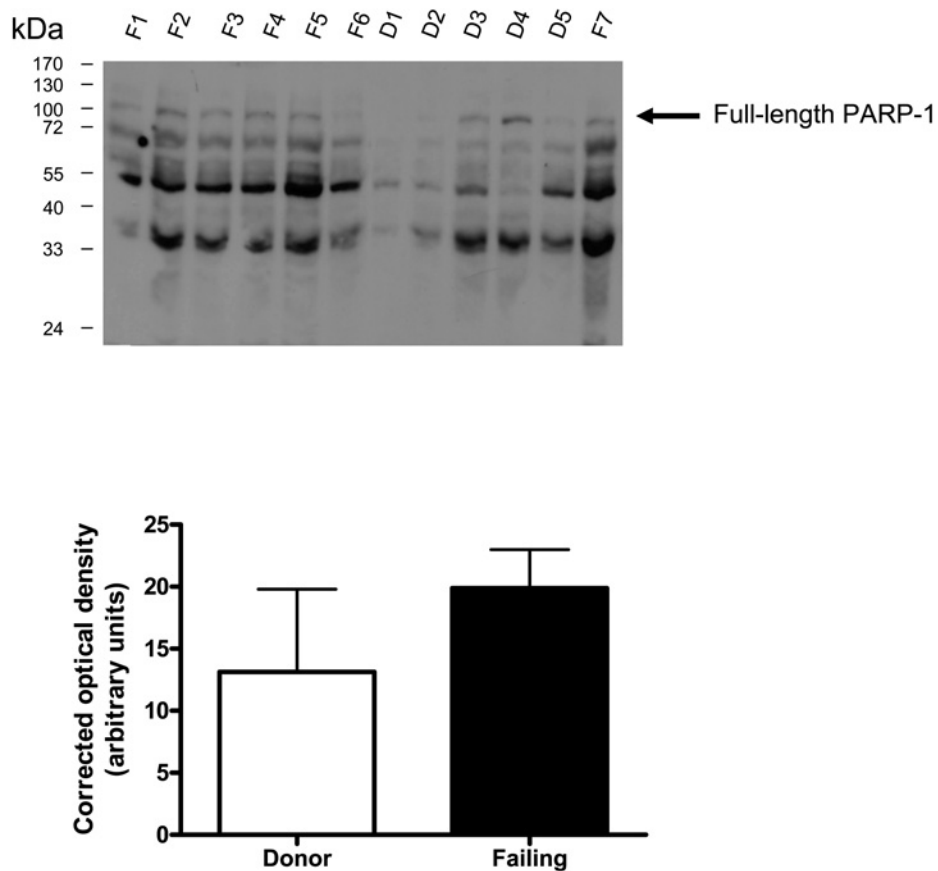 kDa F1 F2 F3 F4 F5 F6 D1 D2 D3 D4 D5 F7
170
130
100
72
55
40
33
24
Full-length PARP-1
Corrected optical density
(arbitrary units)
25
20
15
10
5
0
Donor Failing